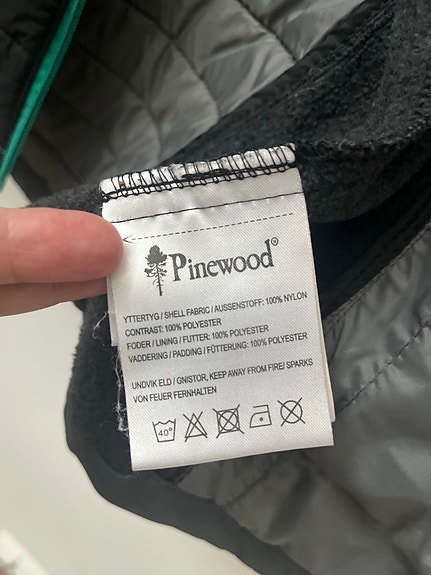 Pinewood®
YTTERTYG / SHELL FABRIC / AUSSENSTOFF: 100% NYLON
CONTRAST: 100% POLYESTER
FODER / LINING / FUTTER: 100% POLYESTER
VADDERING / PADDING / FÜTTERUNG: 100% POLYESTER
UNDVIK ELD / GNISTOR, KEEP AWAY FROM FIRE/ SPARKS
VON FEUER FERNHALTEN
40°